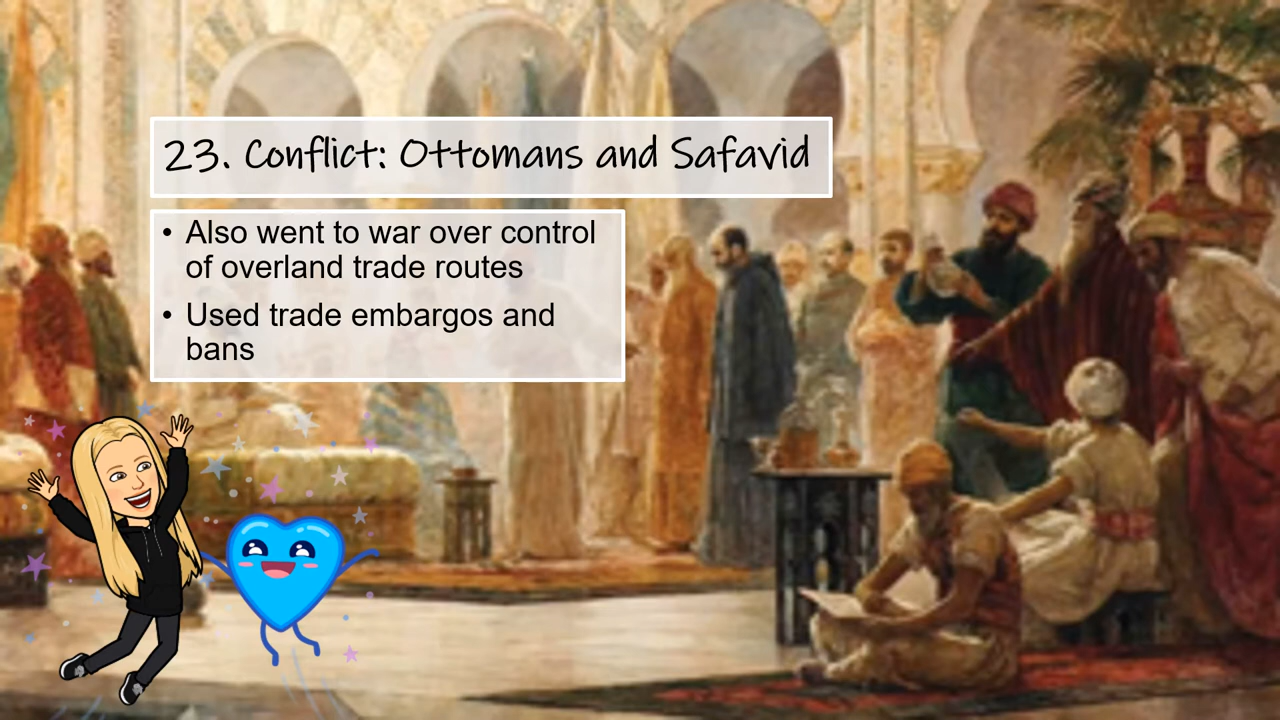 23. Conflict: Ottomans and Safavid
• Also went to war over control
of overland trade routes
• Used trade embargos and
bans